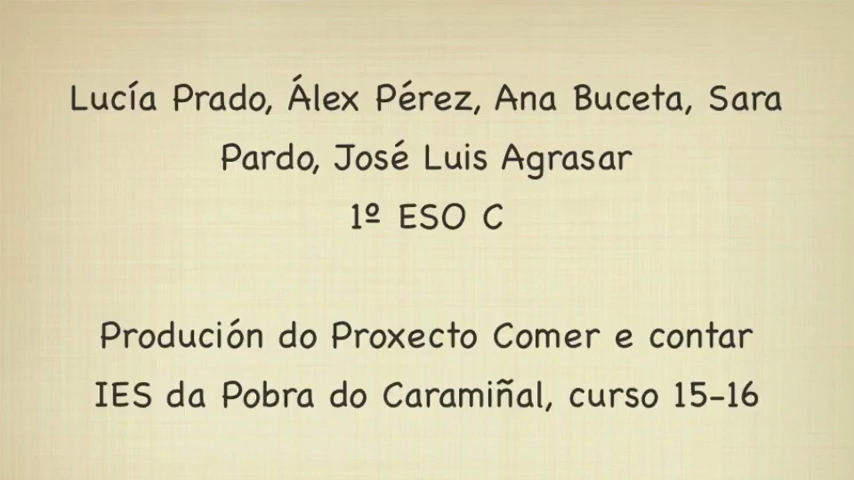 Lucía Prado, Álex Pérez, Ana Buceta, Sara
Pardo, José Luis Agrasar
1º ESO C
Produción do Proxecto Comer e contar
IES da Pobra do Caramiñal, curso 15-16